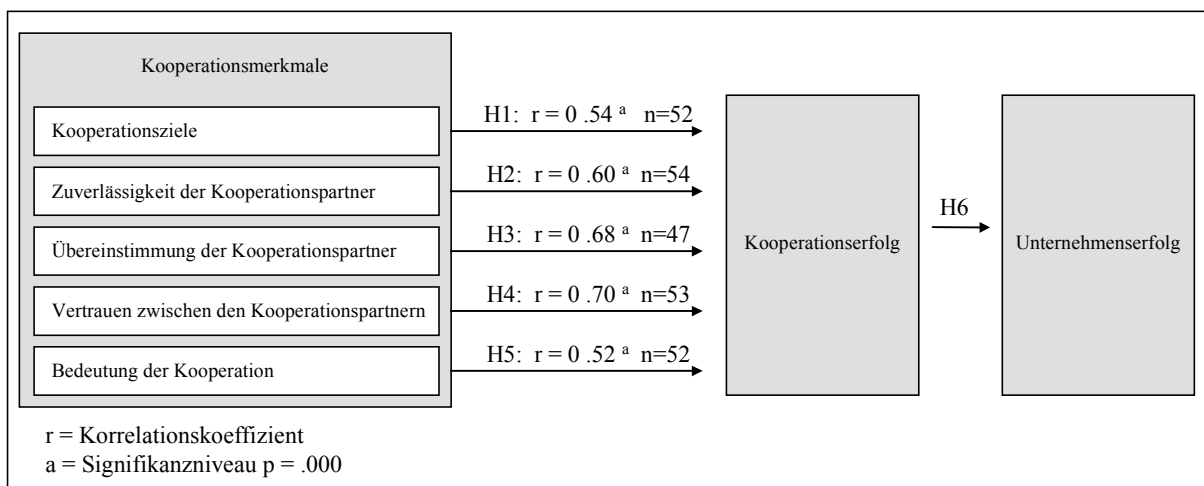 Kooperationsmerkmale
Kooperationsziele
H1: r = 0 .54 ᵃ n=52
Zuverlässigkeit der Kooperationspartner
H2: r = 0 .60 ᵃ n=54
Übereinstimmung der Kooperationspartner
H3: r = 0 .68 ᵃ n=47
Vertrauen zwischen den Kooperationspartnern
H4: r = 0 .70 ᵃ n=53
Bedeutung der Kooperation
H5: r = 0 .52 ᵃ n=52
Kooperationserfolg
H6
Unternehmenserfolg
r = Korrelationskoeffizient
a = Signifikanzniveau p = .000